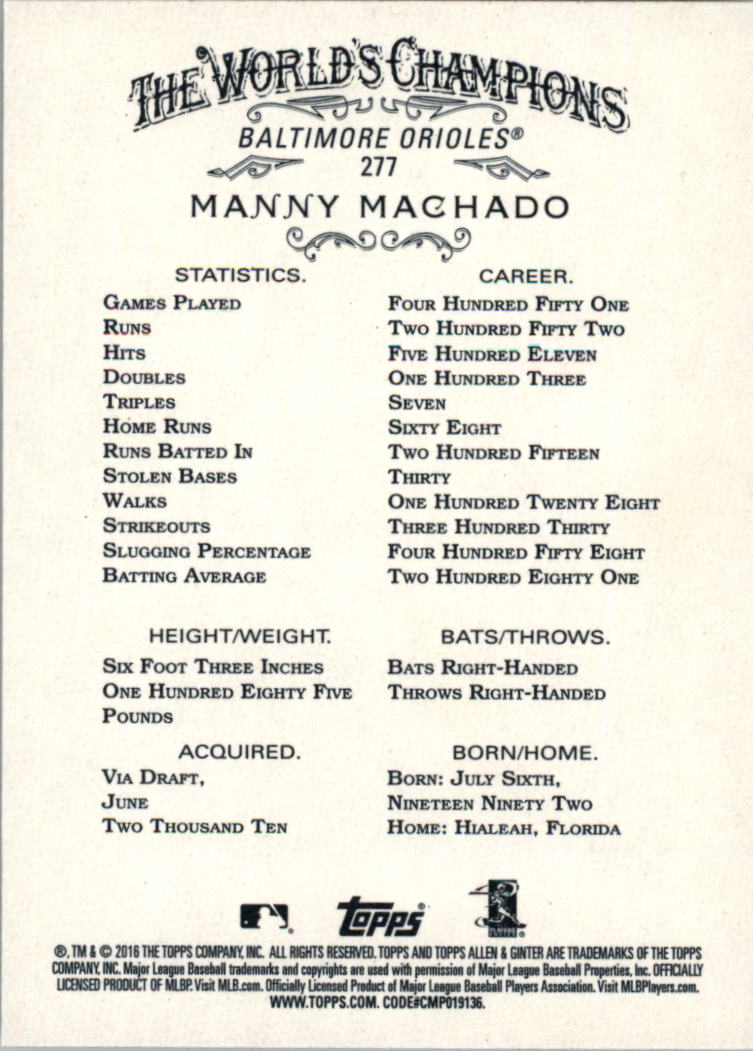 THE WORLD'S CHAMPIONS
BALTIMORE ORIOLES®
277
MANNY MACHADO
STATISTICS. CAREER.
GAMES PLAYED FOUR HUNDRED FIFTY ONE
RUNS TWO HUNDRED FIFTY TWO
HITS FIVE HUNDRED ELEVEN
DOUBLES ONE HUNDRED THREE
TRIPLES SEVEN
HOME RUNS SIXTY EIGHT
RUNS BATTED IN TWO HUNDRED FIFTEEN
STOLEN BASES THIRTY
WALKS ONE HUNDRED TWENTY EIGHT
STRIKEOUTS THREE HUNDRED THIRTY
SLUGGING PERCENTAGE FOUR HUNDRED FIFTY EIGHT
BATTING AVERAGE TWO HUNDRED EIGHTY ONE
HEIGHT/WEIGHT.
SIX FOOT THREE INCHES
ONE HUNDRED EIGHTY FIVE
POUNDS
BATS/THROWS.
BATS RIGHT-HANDED
THROWS RIGHT-HANDED
ACQUIRED.
VIA DRAFT,
JUNE
TWO THOUSAND TEN
BORN/HOME.
BORN: JULY SIXTH,
NINETEEN NINETY TWO
HOME: HIALEAH, FLORIDA
TOPPS®
®, TM & © 2016 THE TOPPS COMPANY, INC. ALL RIGHTS RESERVED. TOPPS AND TOPPS ALLEN & GINTER ARE TRADEMARKS OF THE TOPPS
COMPANY, INC. Major League Baseball trademarks and copyrights are used with permission of Major League Baseball Properties, Inc. OFFICIALLY
LICENSED PRODUCT OF MLBP. Visit MLB.com. Officially Licensed Product of Major League Baseball Players Association. Visit MLBPlayers.com.
WWW.TOPPS.COM. CODE#CMP019136.